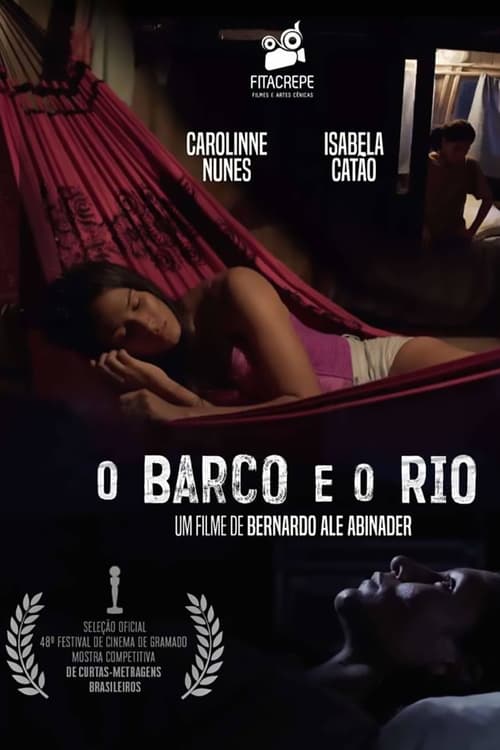 FITACREPE
FILMES E ARTES CÊNICAS
CAROLINNE
NUNES
ISABELA
CATÃO
O BARCO E O RIO
UM FILME DE BERNARDO ALE ABINADER
SELEÇÃO OFICIAL
48º FESTIVAL DE CINEMA DE GRAMADO
MOSTRA COMPETITIVA
DE CURTAS-METRAGENS
BRASILEIROS